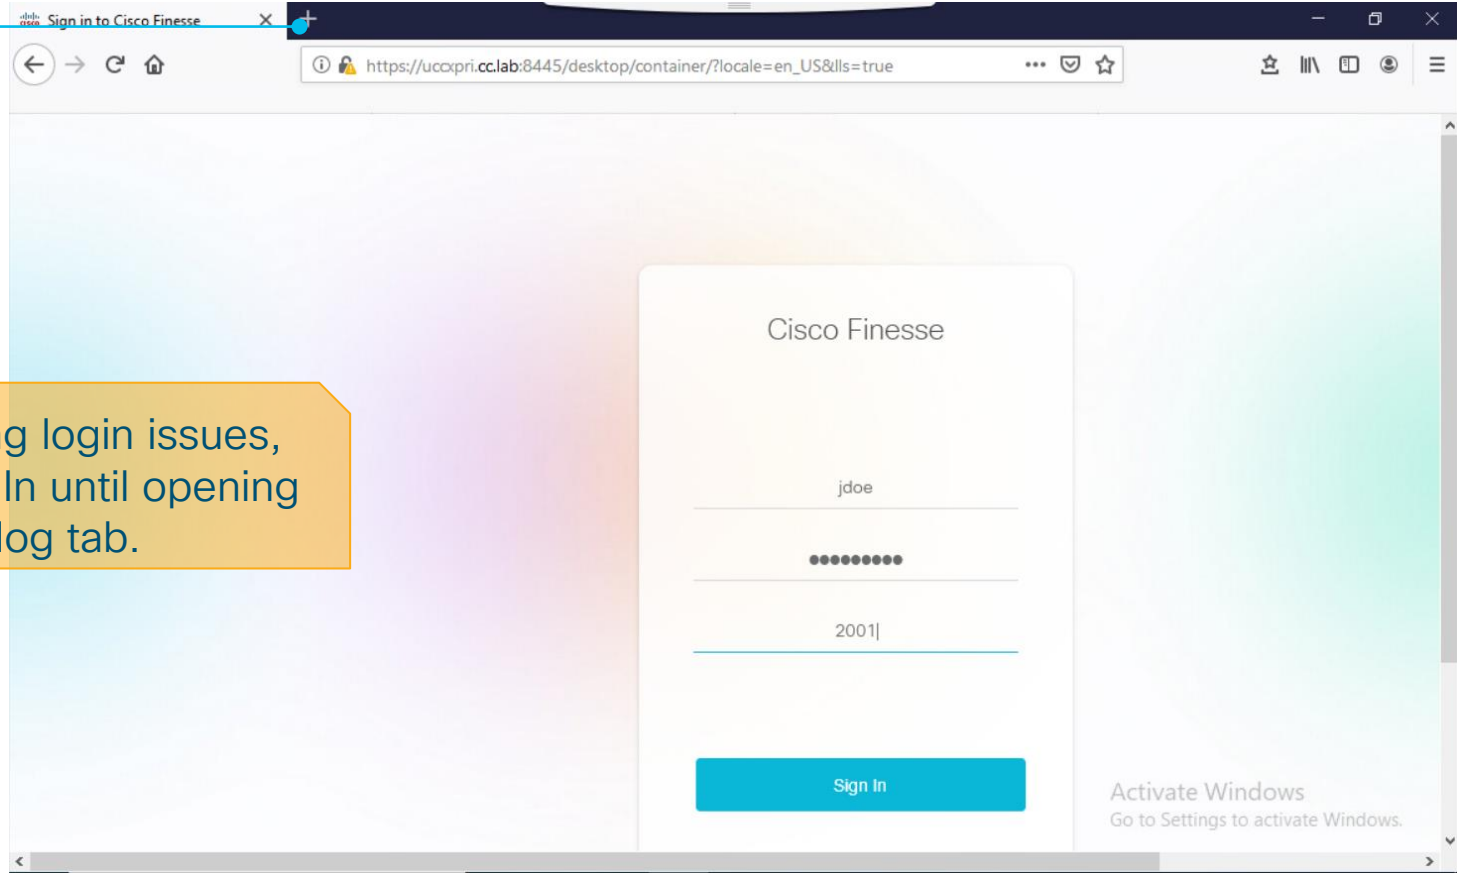 Sign in to Cisco Finesse
https://uccxpri.cc.lab:8445/desktop/container/?locale=en_US&lls=true
Cisco Finesse
g login issues,
In until opening
log tab.
jdoe
2001
Sign In
Activate Windows
Go to Settings to activate Windows.